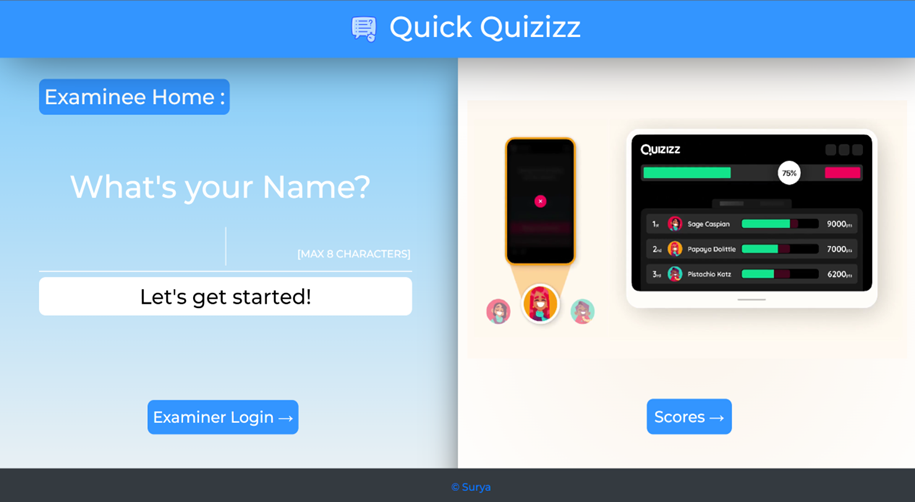 Quick Quizizz
Examinee Home :
What's your Name?
[MAX 8 CHARACTERS]
Let's get started!
Examiner Login →
QUIZIZZ
75%
1st Sage Caspian 9000pts
2nd Papaya Dolittle 7000pts
3rd Pistachio Katz 6200pts
Scores →
© Surya